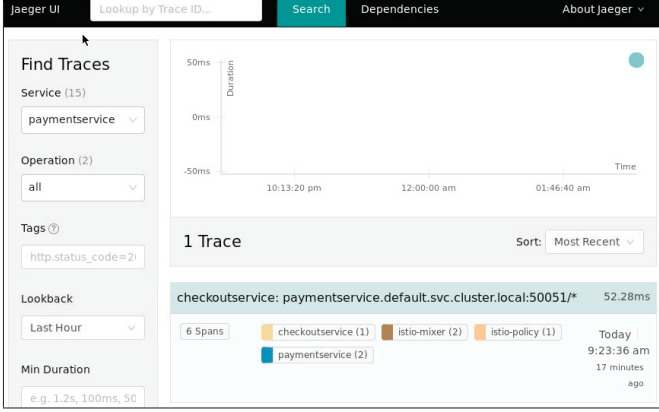 Jaeger UI
Lookup by Trace ID...
Search
Dependencies
About Jaeger
Find Traces
Service (15)
paymentservice
Operation (2)
all
Tags
http.status_code=20
Lookback
Last Hour
Min Duration
e.g. 1.2s, 100ms, 50
50ms
Duration
0ms
-50ms
Time
10:13:20 pm
12:00:00 am
01:46:40 am
1 Trace
Sort: Most Recent
checkoutservice: paymentservice.default.svc.cluster.local:50051/*
52.28ms
6 Spans
checkoutservice (1)
istio-mixer (2)
istio-policy (1)
paymentservice (2)
Today
9:23:36 am
17 minutes
ago